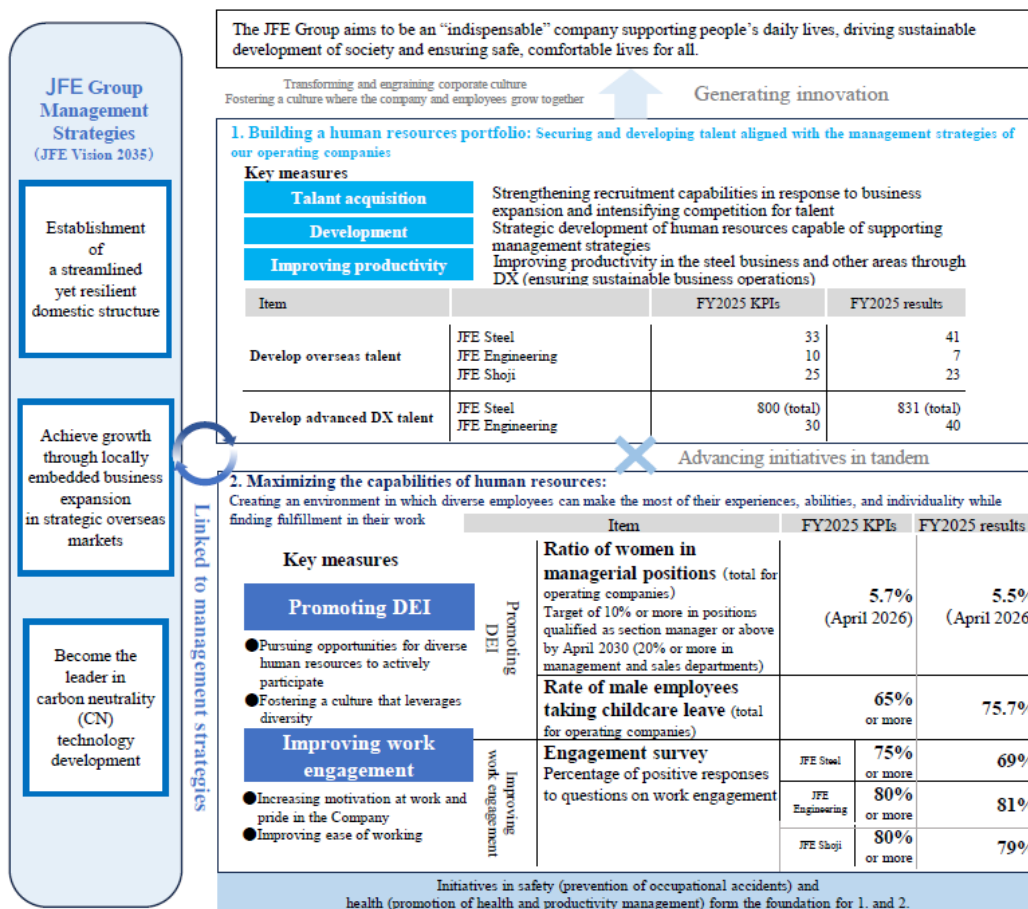 The JFE Group aims to be an “indispensable” company supporting people’s daily lives, driving sustainable
development of society and ensuring safe, comfortable lives for all.
Transforming and engraining corporate culture
Fostering a culture where the company and employees grow together
Generating innovation
JFE Group
Management
Strategies
(JFE Vision 2035)
Establishment
of
a streamlined
yet resilient
domestic structure
Achieve growth
through locally
embedded business
expansion
in strategic overseas
markets
Become the
leader in
carbon neutrality
(CN)
technology
development
Linked to management strategies
1. Building a human resources portfolio: Securing and developing talent aligned with the management strategies of
our operating companies
Key measures
Talant acquisition
Strengthening recruitment capabilities in response to business
expansion and intensifying competition for talent
Development
Strategic development of human resources capable of supporting
management strategies
Improving productivity
Improving productivity in the steel business and other areas through
DX (ensuring sustainable business operations)
Item FY2025 KPIs FY2025 results
Develop overseas talent
JFE Steel 33 41
JFE Engineering 10 7
JFE Shoji 25 23
Develop advanced DX talent
JFE Steel 800 (total) 831 (total)
JFE Engineering 30 40
Advancing initiatives in tandem
2. Maximizing the capabilities of human resources:
Creating an environment in which diverse employees can make the most of their experiences, abilities, and individuality while
finding fulfillment in their work
Key measures
Promoting DEI
●Pursuing opportunities for diverse
human resources to actively
participate
●Fostering a culture that leverages
diversity
Improving work
engagement
●Increasing motivation at work and
pride in the Company
●Improving ease of working
Item FY2025 KPIs FY2025 results
Promoting
DEI
Ratio of women in
managerial positions (total for
operating companies)
Target of 10% or more in positions
qualified as section manager or above
by April 2030 (20% or more in
management and sales departments)
5.7%
(April 2026)
5.5%
(April 2026
Rate of male employees
taking childcare leave (total
for operating companies)
65%
or more
75.7%
Improving
work engagement
Engagement survey
Percentage of positive responses
to questions on work engagement
JFE Steel
75%
or more
69%
JFE
Engineering
80%
or more
81%
JFE Shoji
80%
or more
79%
Initiatives in safety (prevention of occupational accidents) and
health (promotion of health and productivity management) form the foundation for 1. and 2.